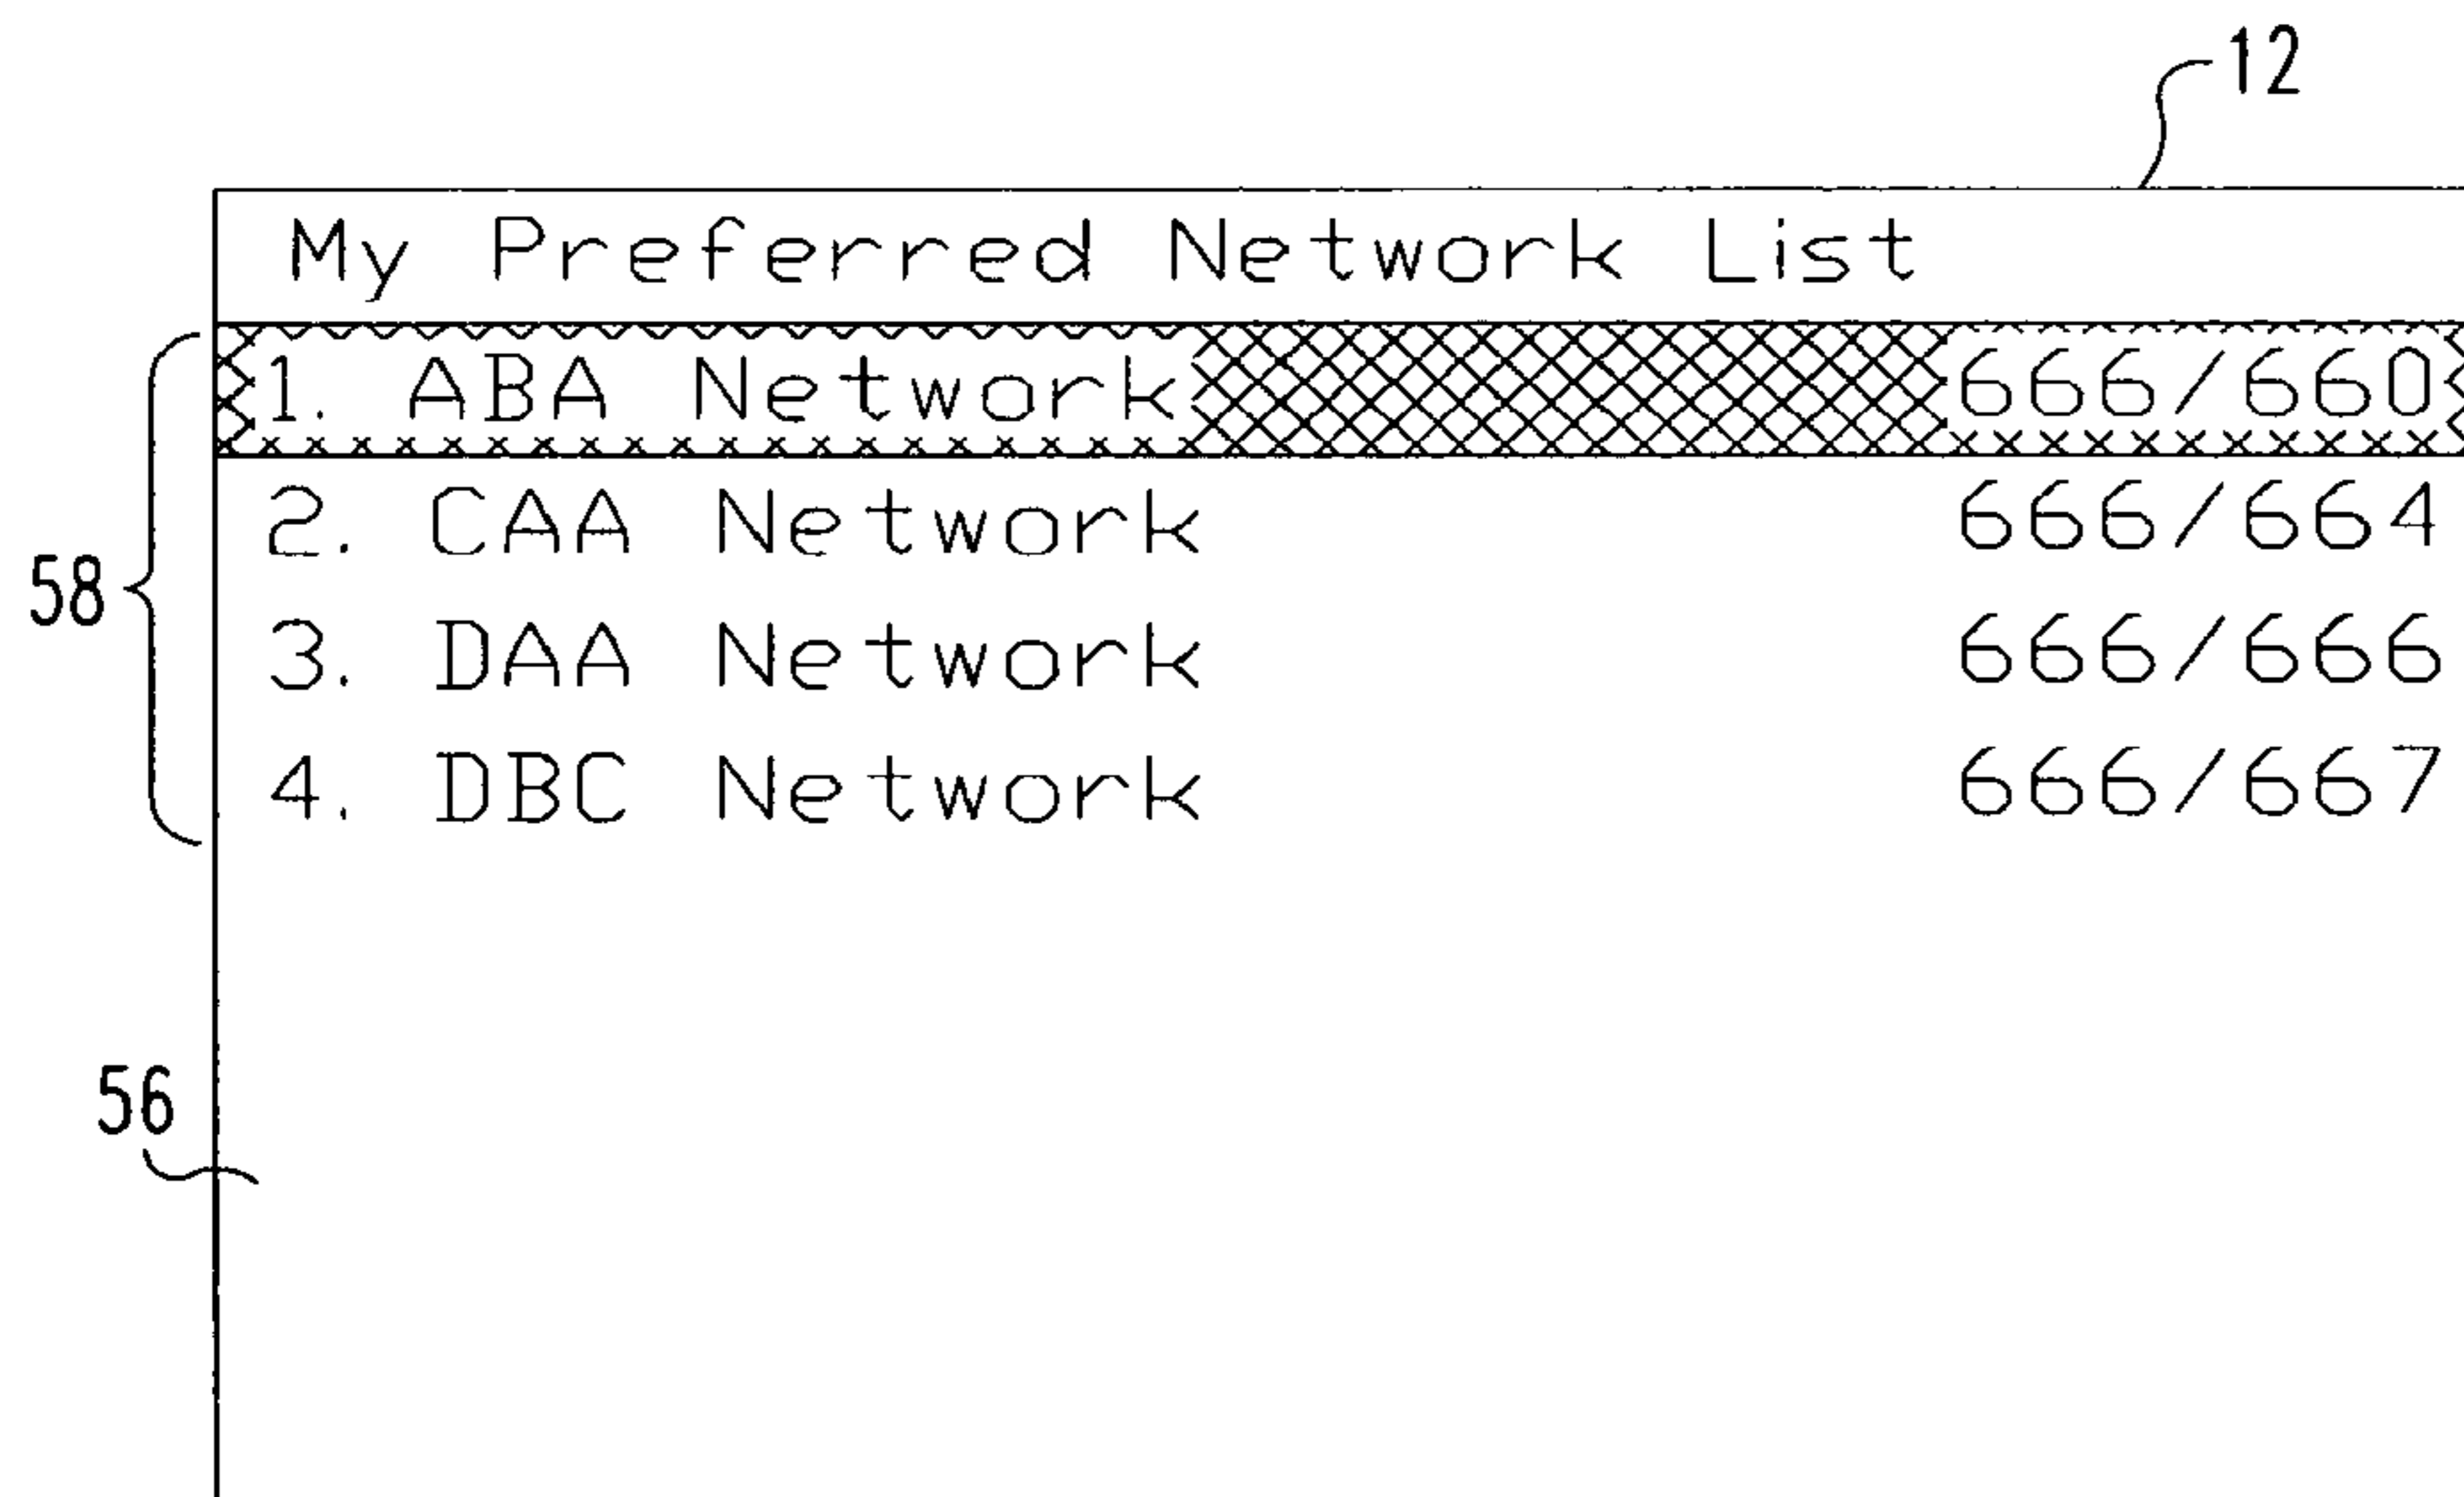 12
My Preferred Network List
1. ABA Network 666/660
2. CAA Network 666/664
58
3. DAA Network 666/666
4. DBC Network 666/667
56